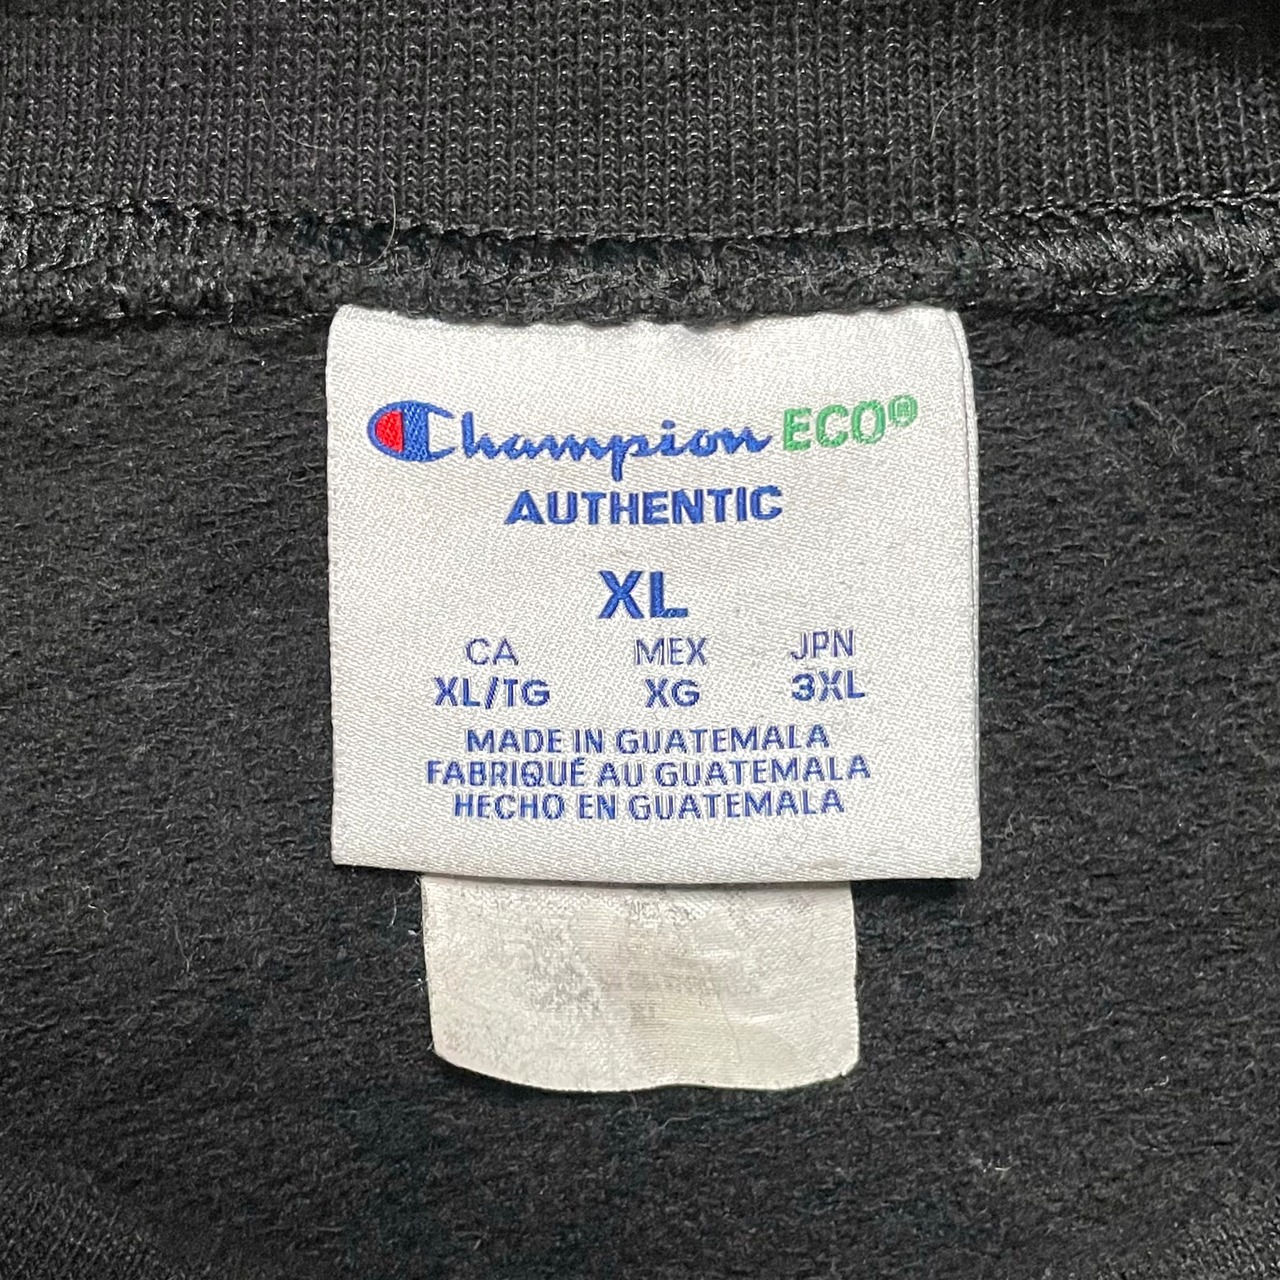 Champion ECO®
AUTHENTIC
XL
CA MEX JPN
XL/TG XG 3XL
MADE IN GUATEMALA
FABRIQUÉ AU GUATEMALA
HECHO EN GUATEMALA